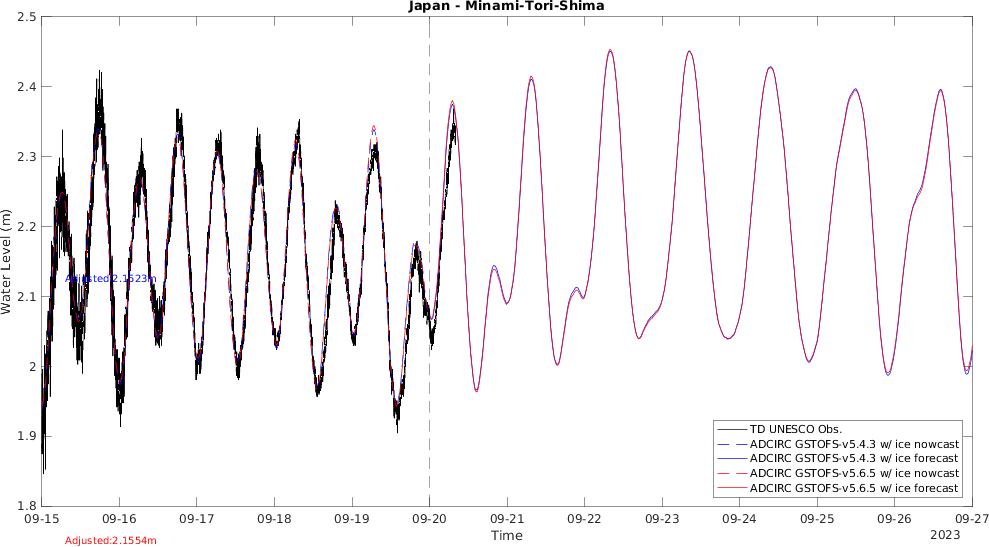 Japan - Minami-Tori-Shima
2.5
2.4
2.3
2.2
2.1
2
1.9
1.8
Water Level (m)
Adjusted:2.1523m
TD UNESCO Obs.
ADCIRC GSTOFS-v5.4.3 w/ ice nowcast
ADCIRC GSTOFS-v5.4.3 w/ ice forecast
ADCIRC GSTOFS-v5.6.5 w/ ice nowcast
ADCIRC GSTOFS-v5.6.5 w/ ice forecast
09-15 09-16 09-17 09-18 09-19 09-20 09-21 09-22 09-23 09-24 09-25 09-26 09-27
Time
2023
Adjusted:2.1554m